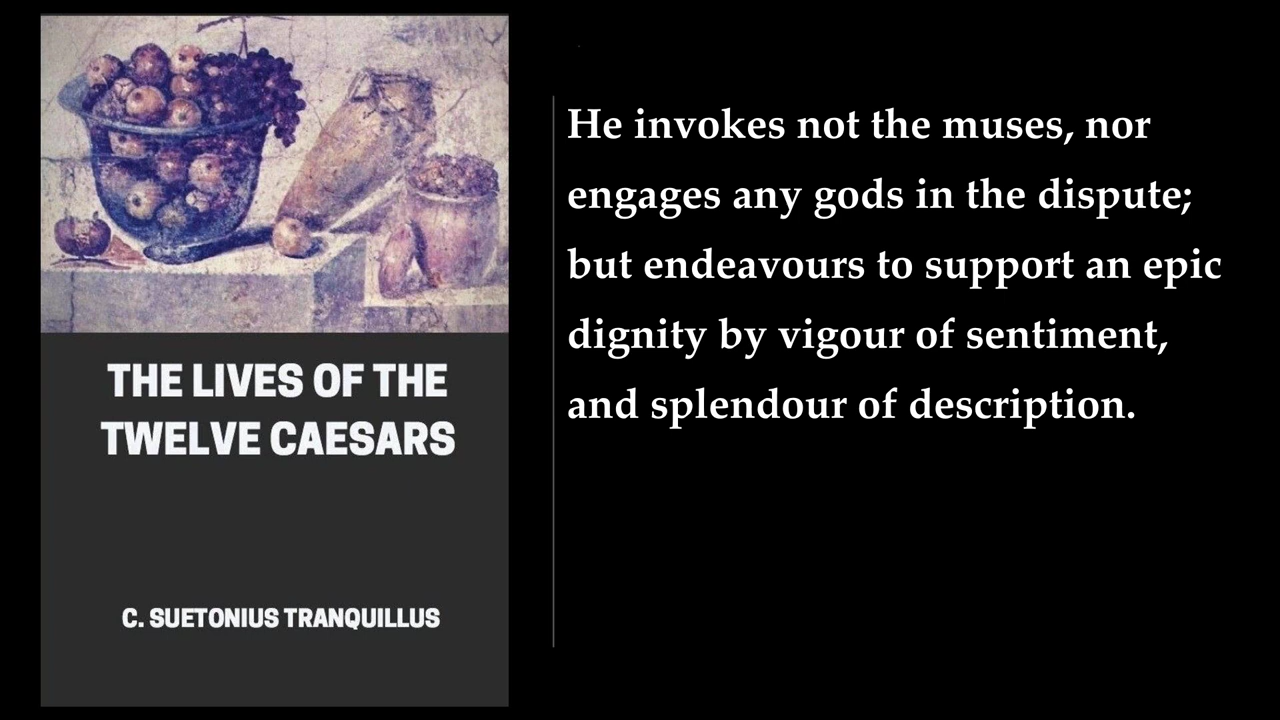 THE LIVES OF THE
TWELVE CAESARS
C. SUETONIUS TRANQUILLUS
He invokes not the muses, nor
engages any gods in the dispute;
but endeavours to support an epic
dignity by vigour of sentiment,
and splendour of description.